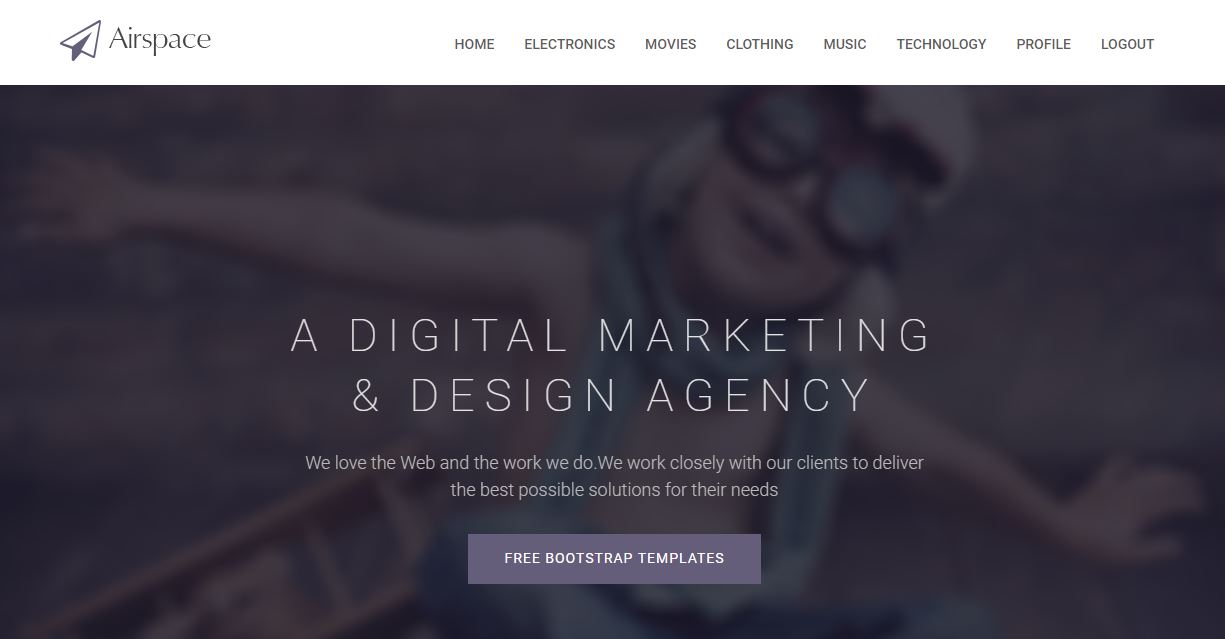 Airspace
HOME ELECTRONICS MOVIES CLOTHING MUSIC TECHNOLOGY PROFILE LOGOUT
A DIGITAL MARKETING
& DESIGN AGENCY
We love the Web and the work we do.We work closely with our clients to deliver
the best possible solutions for their needs
FREE BOOTSTRAP TEMPLATES